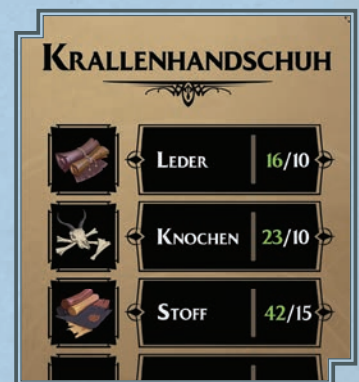 KRALLENHANDSCHUH
LEDER 16/10
KNOCHEN 23/10
STOFF 42/15